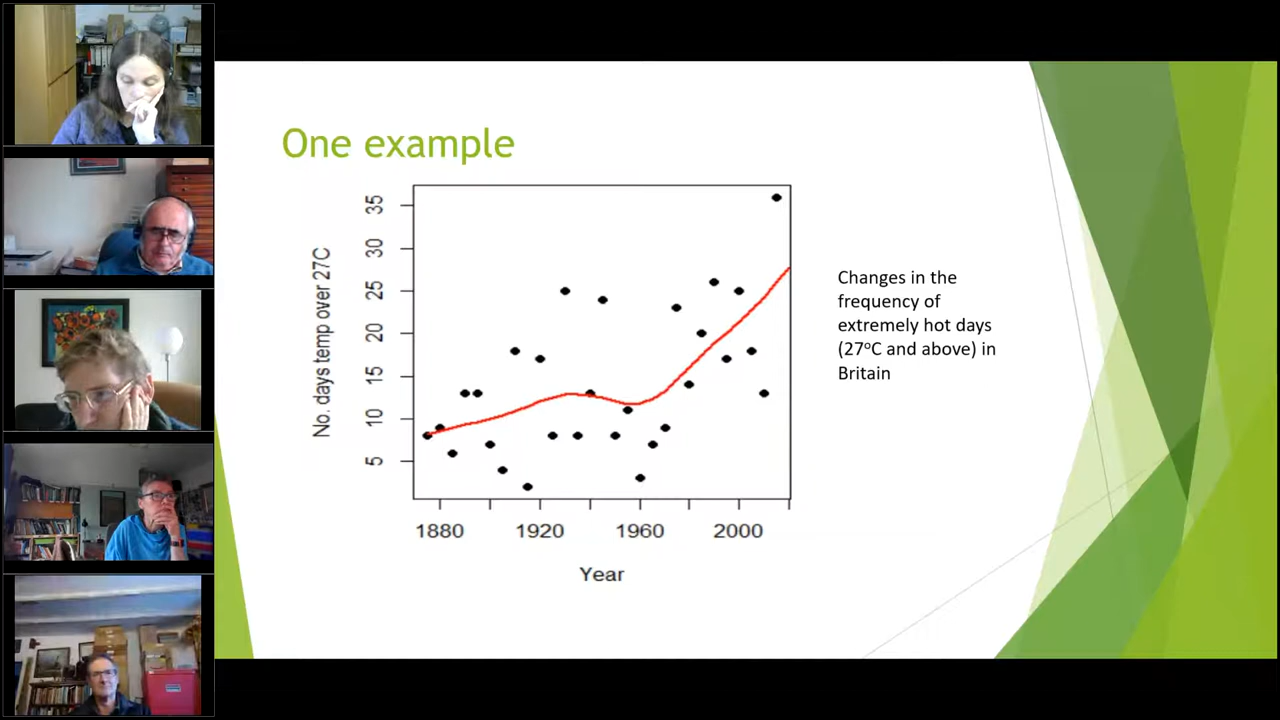 One example
No. days temp over 27C
35
30
25
20
15
10
5
1880
1920
1960
2000
Year
Changes in the
frequency of
extremely hot days
(27ºC and above) in
Britain